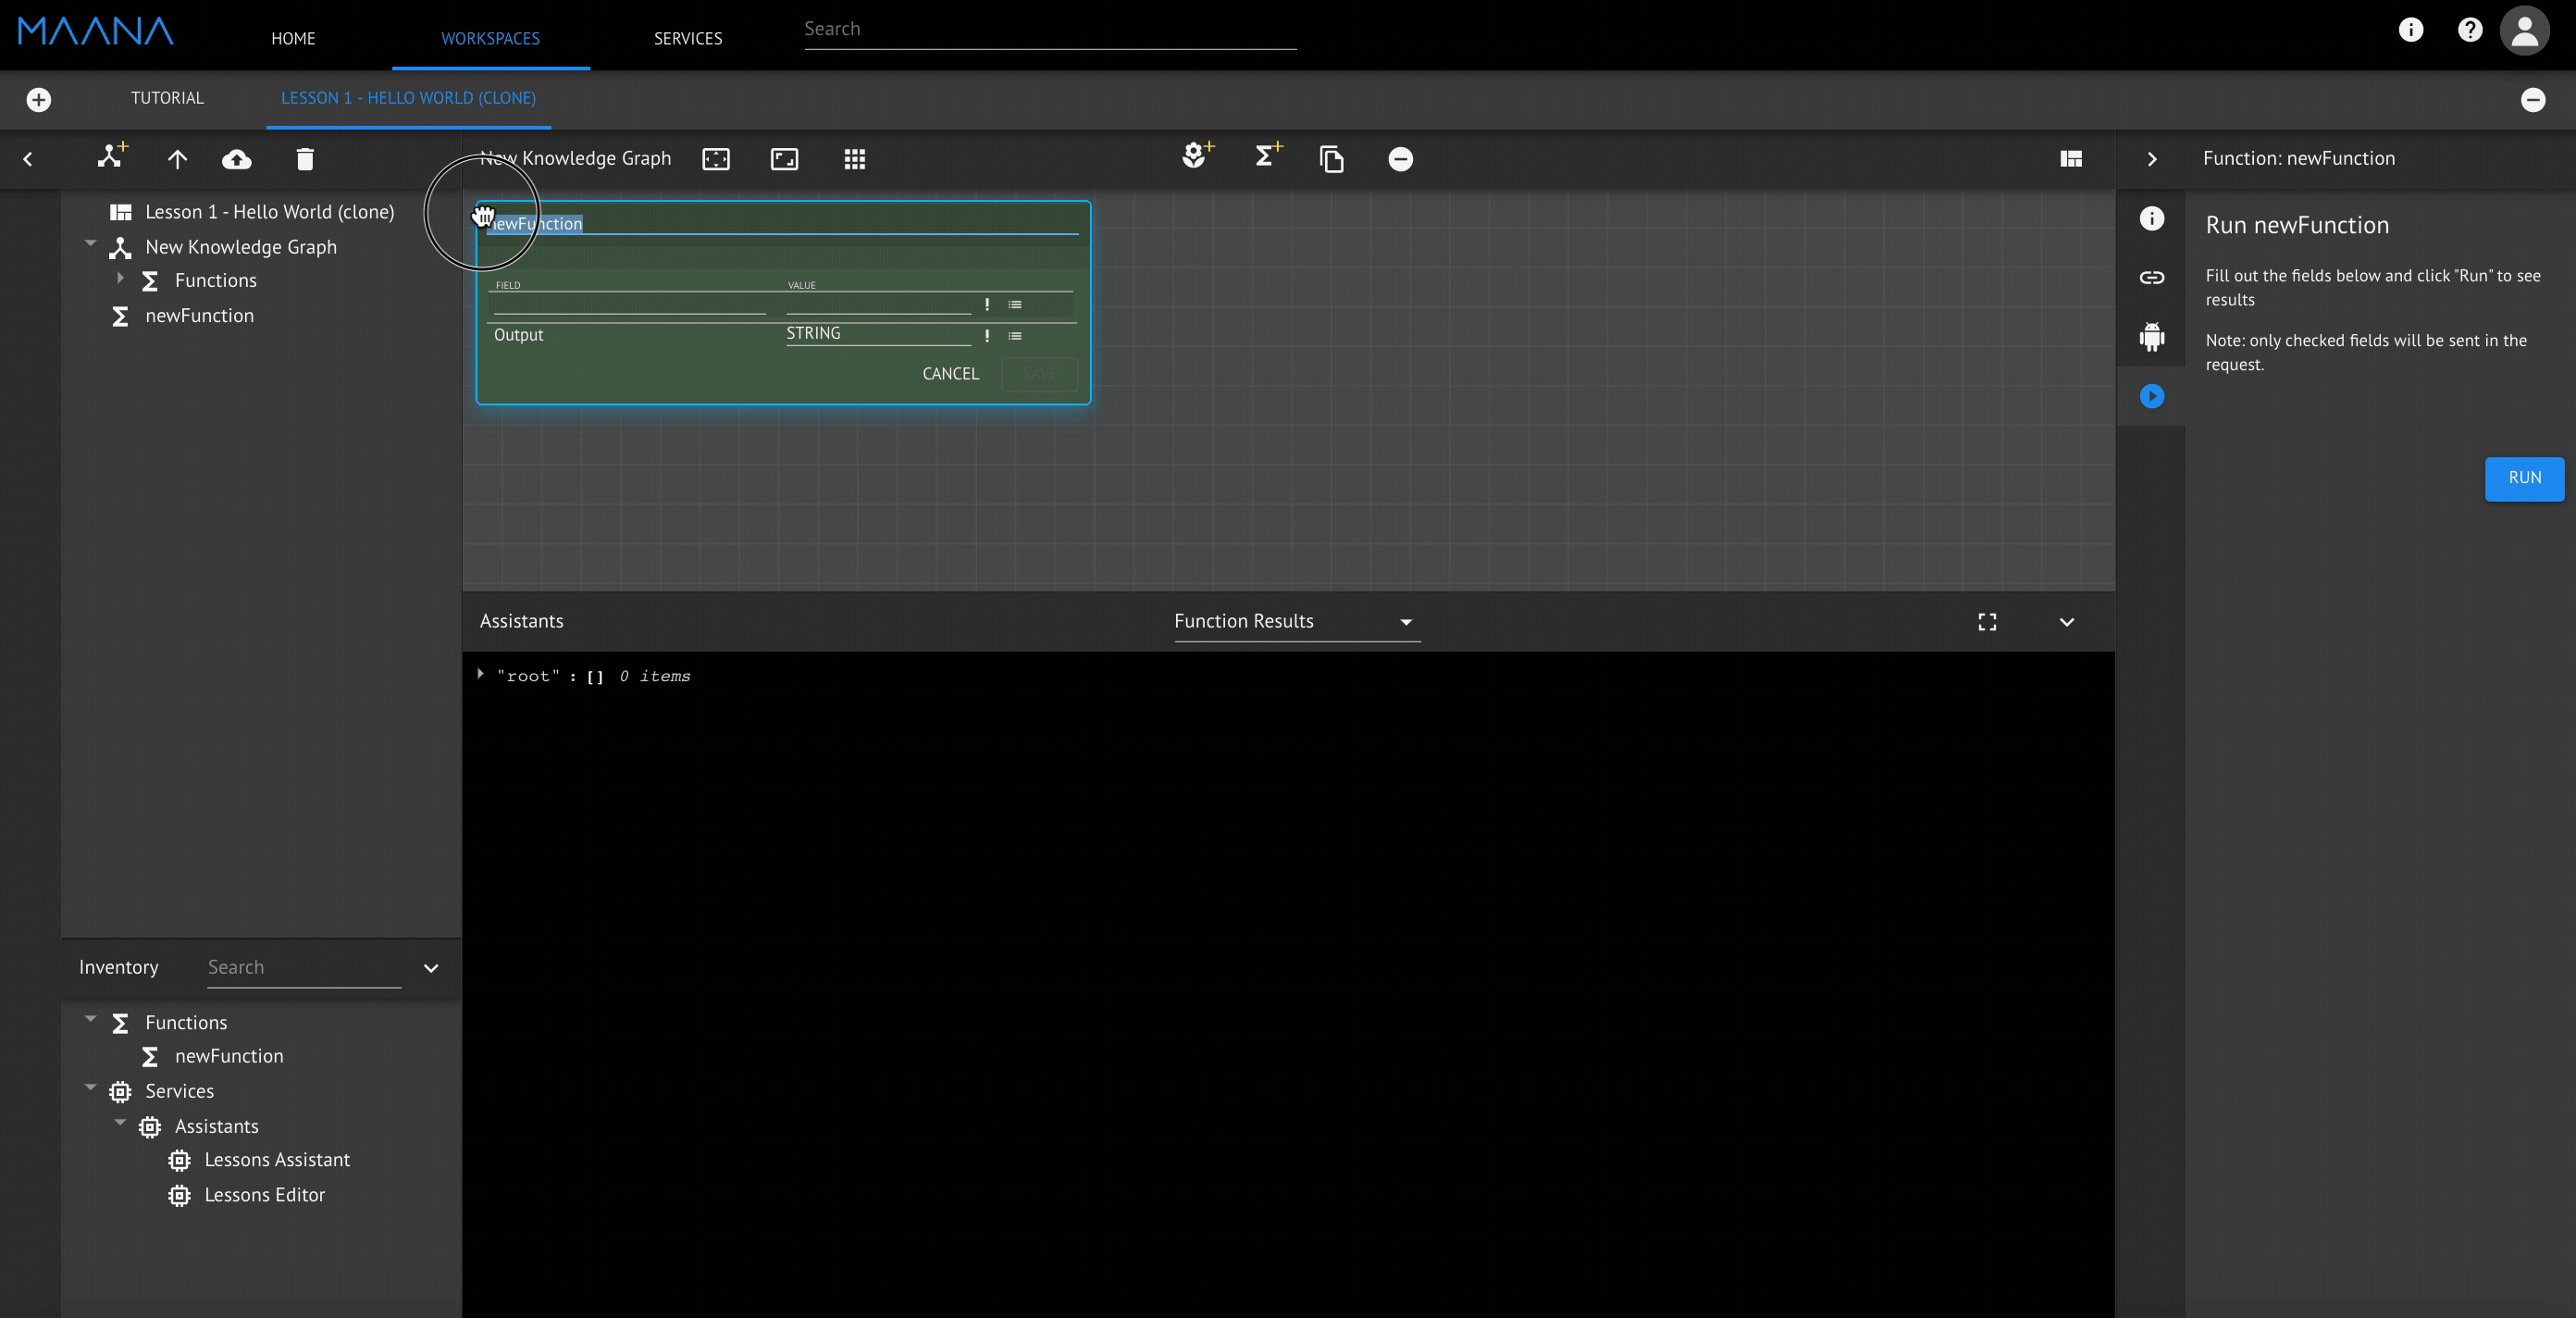 MAANA
HOME
WORKSPACES
SERVICES
Search
TUTORIAL
LESSON 1 - HELLO WORLD (CLONE)
New Knowledge Graph
Function: newFunction
Lesson 1 - Hello World (clone)
New Knowledge Graph
Functions
newFunction
newFunction
FIELD VALUE
Output STRING
CANCEL SAVE
Run newFunction
Fill out the fields below and click "Run" to see
results
Note: only checked fields will be sent in the
request.
RUN
Assistants
Function Results
"root" : [] 0 items
Inventory
Search
Functions
newFunction
Services
Assistants
Lessons Assistant
Lessons Editor